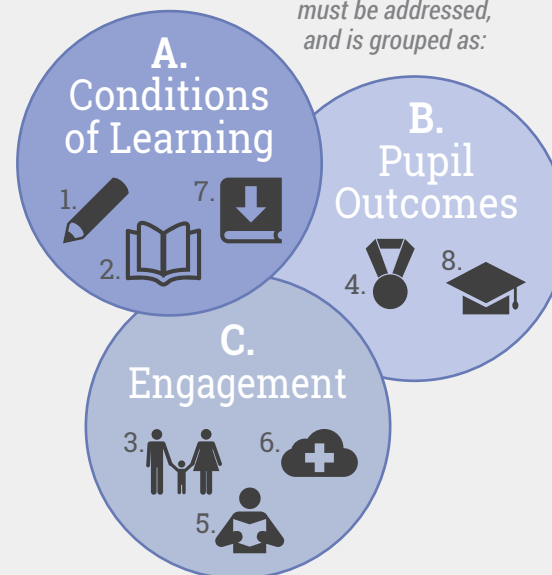 must be addressed,
and is grouped as:
A.
Conditions
of Learning
1.
7.
2.
B.
Pupil
Outcomes
4.
8.
C.
Engagement
3.
6.
5.